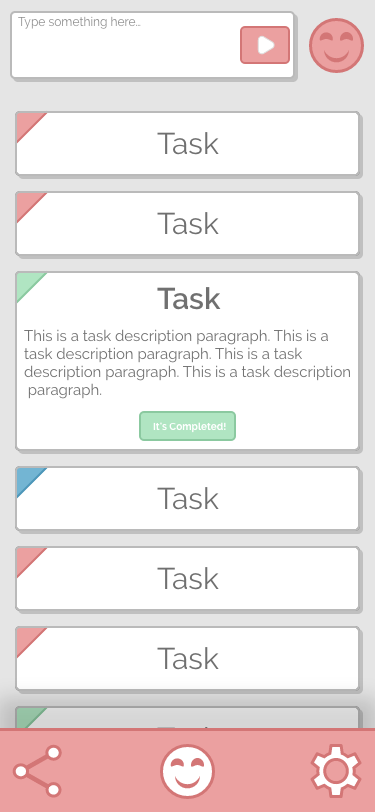 Type something here..
Task
Task
Task
This is a task description paragraph. This is a
task description paragraph. This is a task
description paragraph. This is a task description
paragraph.
It's Completed!
Task
Task
Task